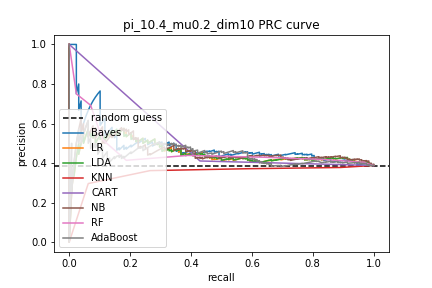 pi_10.4_mu0.2_dim10 PRC curve
1.0
0.8
0.6
0.4
0.2
0.0
precision
random guess
Bayes
LR
LDA
KNN
CART
NB
RF
AdaBoost
0.0 0.2 0.4 0.6 0.8 1.0
recall